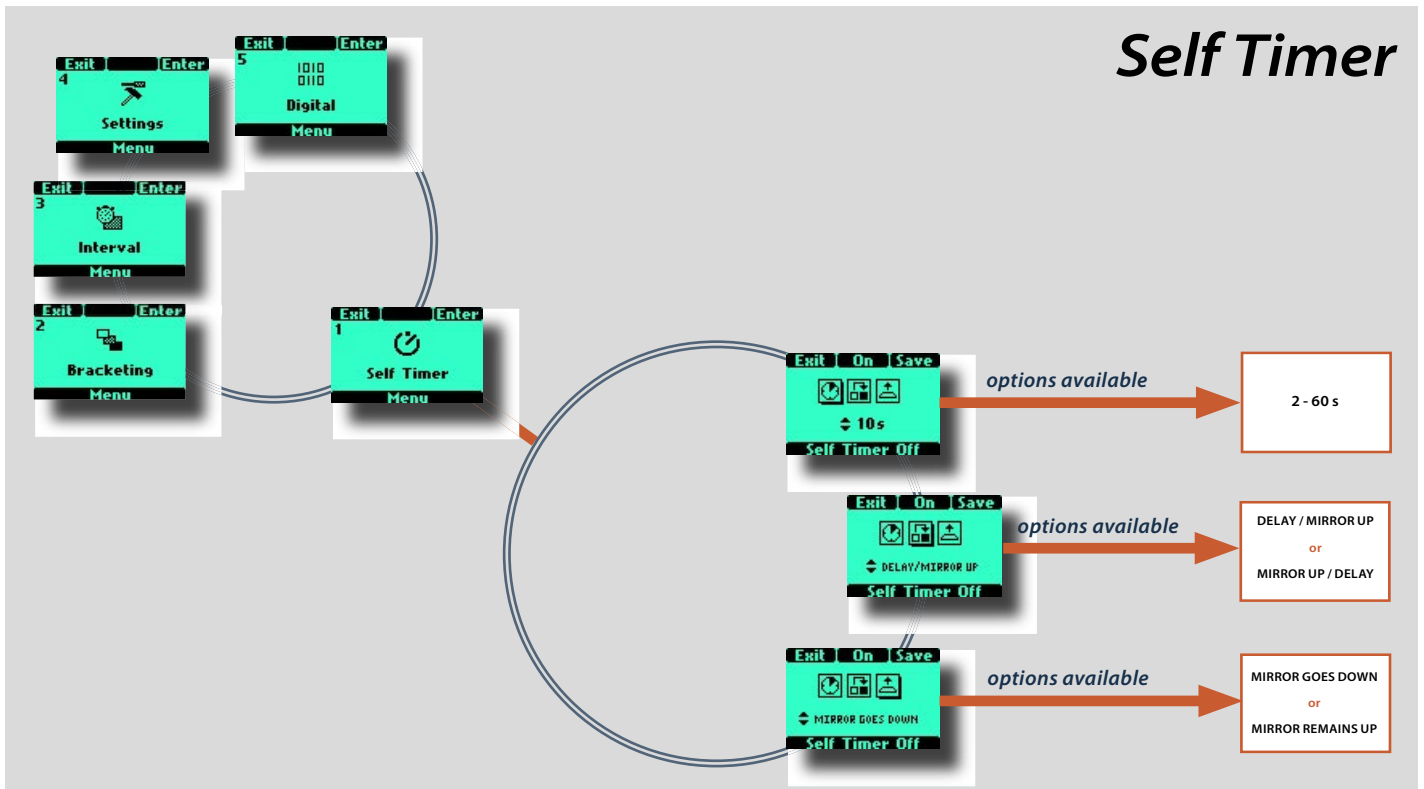 Self Timer
Exit Enter
5
1010
0110
Digital
Menu
Exit Enter
4
Settings
Menu
Exit Enter
3
Interval
Menu
Exit Enter
2
Bracketing
Menu
Exit Enter
1
Self Timer
Menu
Exit On Save
10s
Self Timer Off
options available
2 - 60 s
Exit On Save
DELAY/MIRROR UP
Self Timer Off
options available
DELAY / MIRROR UP
or
MIRROR UP / DELAY
Exit On Save
MIRROR GOES DOWN
Self Timer Off
options available
MIRROR GOES DOWN
or
MIRROR REMAINS UP